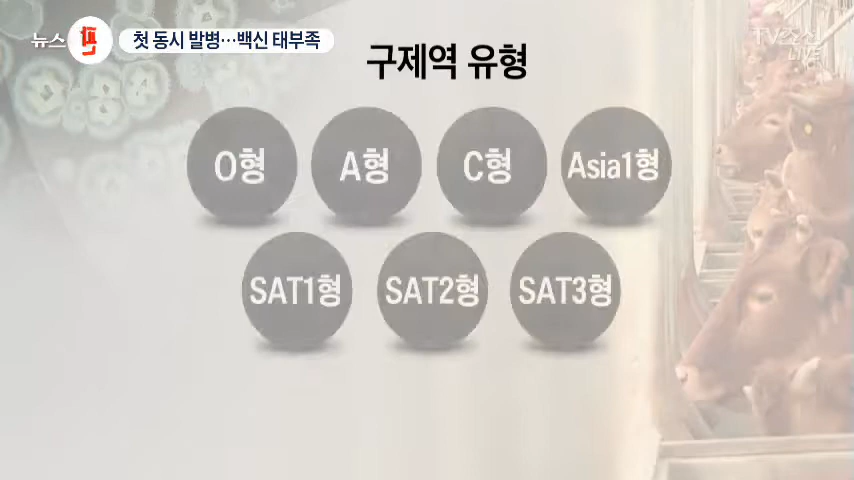 뉴스 판
첫 동시 발병…백신 태부족
TV조선
LIVE
구제역 유형
O형 A형 C형 Asia1형
SAT1형 SAT2형 SAT3형